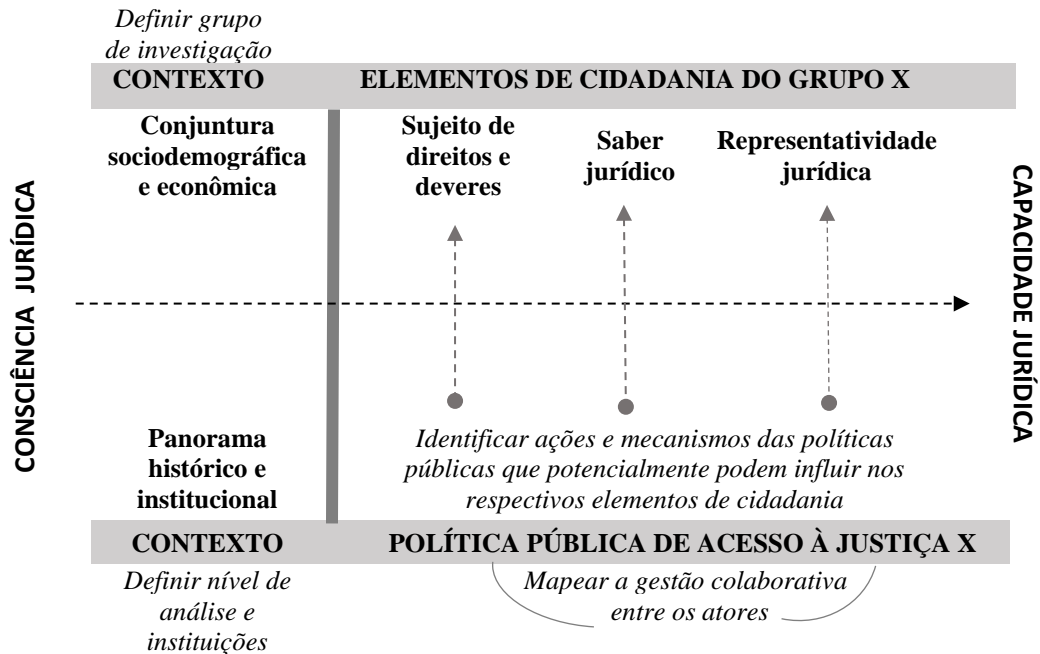 Definir grupo
de investigação
CONTEXTO
ELEMENTOS DE CIDADANIA DO GRUPO X
Conjuntura
sociodemográfica
e econômica
Sujeito de
direitos e
deveres
Saber
jurídico
Representatividade
jurídica
CONSCIÊNCIA JURÍDICA
CAPACIDADE JURÍDICA
Panorama
histórico e
institucional
Identificar ações e mecanismos das políticas
públicas que potencialmente podem influir nos
respectivos elementos de cidadania
CONTEXTO
POLÍTICA PÚBLICA DE ACESSO À JUSTIÇA X
Definir nível de
análise e
instituições
Mapear a gestão colaborativa
entre os atores